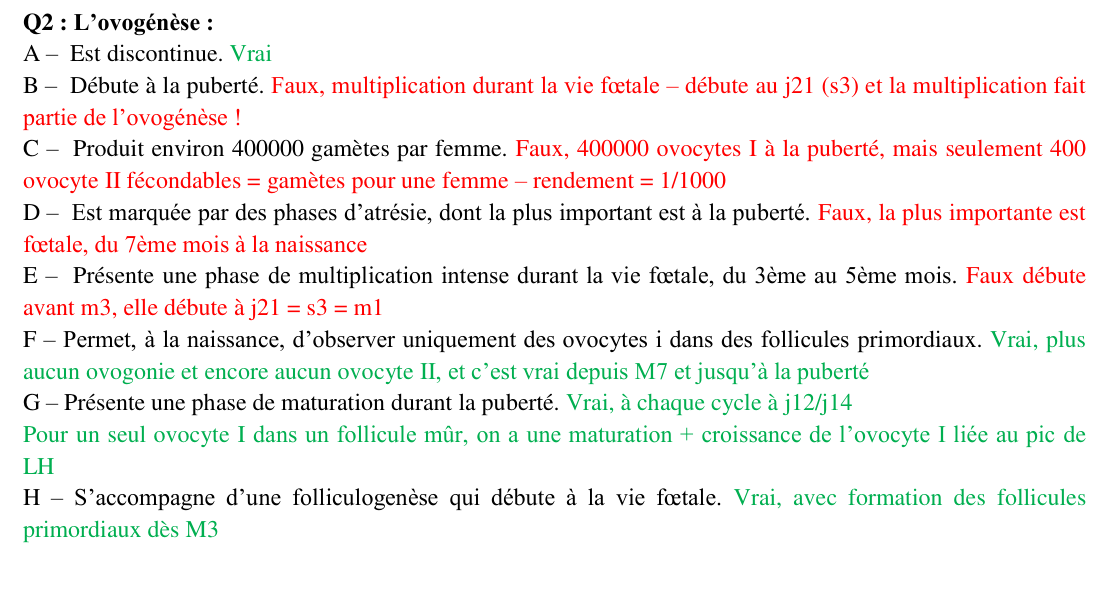 Q2 : L’ovogénèse :
A – Est discontinue. Vrai
B – Débute à la puberté. Faux, multiplication durant la vie fœtale – débute au j21 (s3) et la multiplication fait
partie de l’ovogénèse !
C – Produit environ 400000 gamètes par femme. Faux, 400000 ovocytes I à la puberté, mais seulement 400
ovocyte II fécondables = gamètes pour une femme – rendement = 1/1000
D – Est marquée par des phases d’atrésie, dont la plus important est à la puberté. Faux, la plus importante est
fœtale, du 7ème mois à la naissance
E – Présente une phase de multiplication intense durant la vie fœtale, du 3ème au 5ème mois. Faux débute
avant m3, elle débute à j21 = s3 = m1
F – Permet, à la naissance, d’observer uniquement des ovocytes i dans des follicules primordiaux. Vrai, plus
aucun ovogonie et encore aucun ovocyte II, et c’est vrai depuis M7 et jusqu’à la puberté
G – Présente une phase de maturation durant la puberté. Vrai, à chaque cycle à j12/j14
Pour un seul ovocyte I dans un follicule mûr, on a une maturation + croissance de l’ovocyte I liée au pic de
LH
H – S’accompagne d’une folliculogenèse qui débute à la vie fœtale. Vrai, avec formation des follicules
primordiaux dès M3